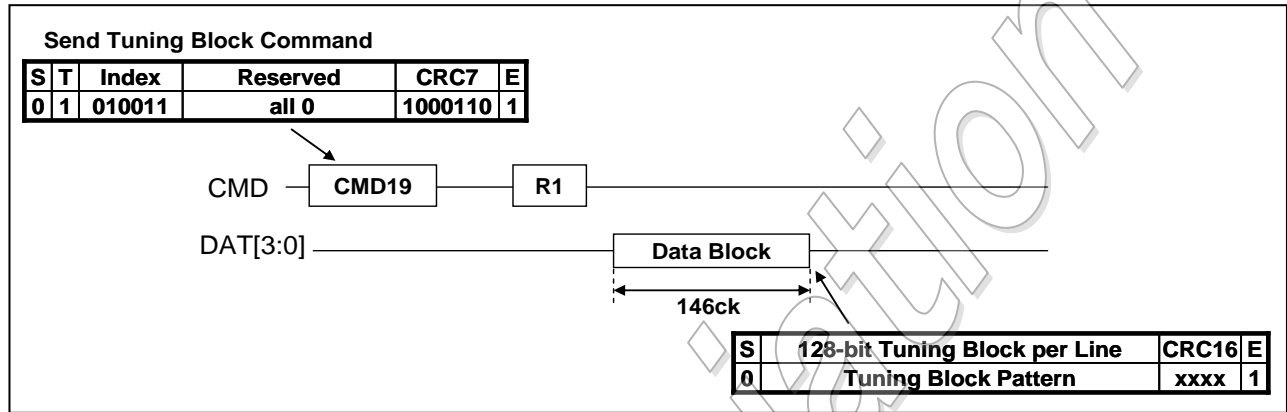 Send Tuning Block Command
S T Index Reserved CRC7 E
0 1 010011 all 0 1000110 1
CMD CMD19 R1
DAT[3:0] Data Block
146ck
S 128-bit Tuning Block per Line CRC16 E
0 Tuning Block Pattern xxxx 1